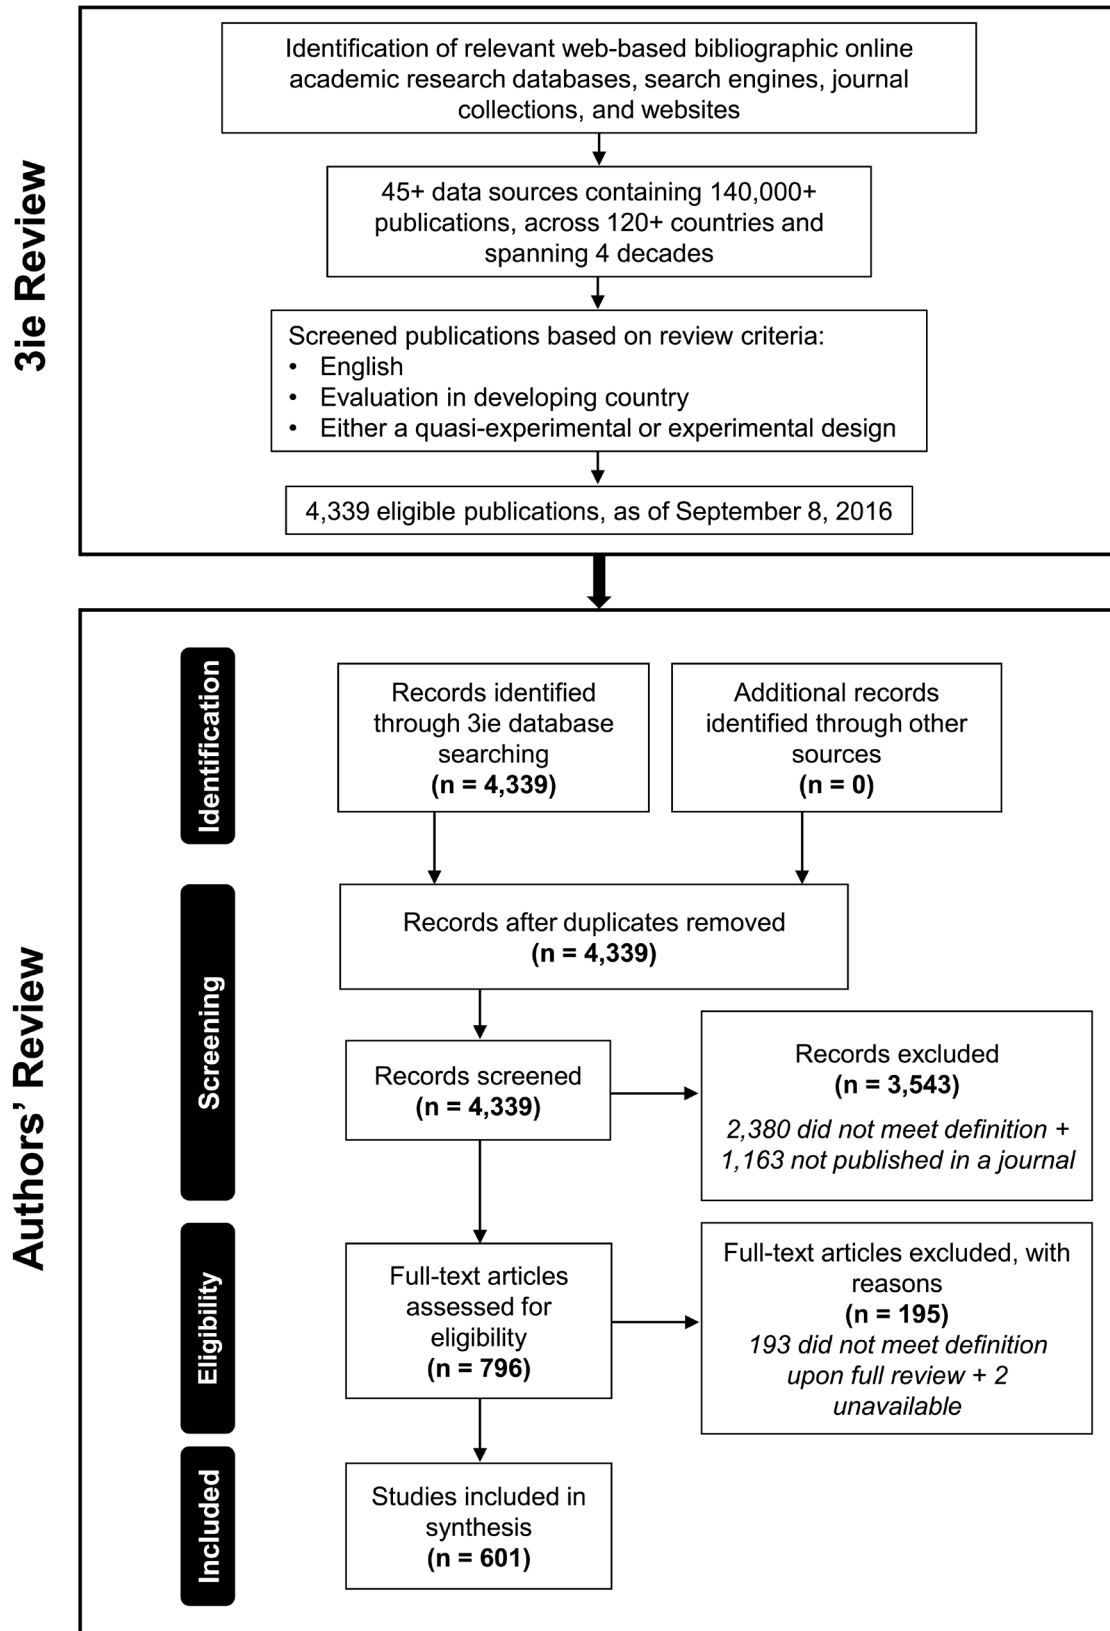 3ie Review
Identification of relevant web-based bibliographic online
academic research databases, search engines, journal
collections, and websites
45+ data sources containing 140,000+
publications, across 120+ countries and
spanning 4 decades
Screened publications based on review criteria:
• English
• Evaluation in developing country
• Either a quasi-experimental or experimental design
4,339 eligible publications, as of September 8, 2016
Authors' Review
Identification
Records identified
through 3ie database
searching
(n = 4,339)
Additional records
identified through other
sources
(n = 0)
Screening
Records after duplicates removed
(n = 4,339)
Records screened
(n = 4,339)
Records excluded
(n = 3,543)
2,380 did not meet definition +
1,163 not published in a journal
Eligibility
Full-text articles
assessed for
eligibility
(n = 796)
Full-text articles excluded, with
reasons
(n = 195)
193 did not meet definition
upon full review + 2
unavailable
Included
Studies included in
synthesis
(n = 601)